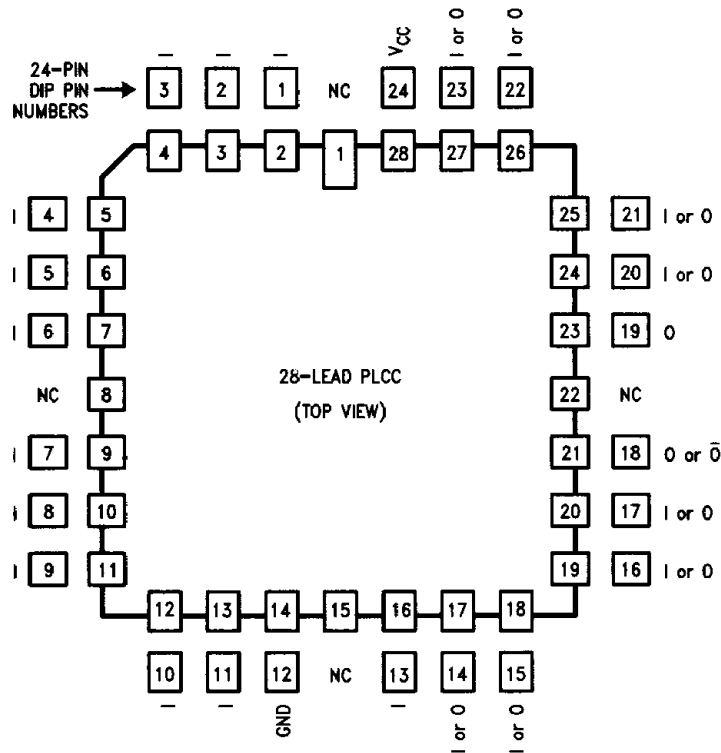 I I I VCC I or O I or O
24-PIN
DIP PIN
NUMBERS
3 2 1 NC 24 23 22
4 3 2 1 28 27 26
I 4 5 25 21 I or O
I 5 6 24 20 I or O
I 6 7 23 19 O
28-LEAD PLCC
NC 8 22 NC
(TOP VIEW)
I 7 9 21 18 O or O̅
I 8 10 20 17 I or O
I 9 11 19 16 I or O
12 13 14 15 16 17 18
10 11 12 NC 13 14 15
I I GND I I or O I or O